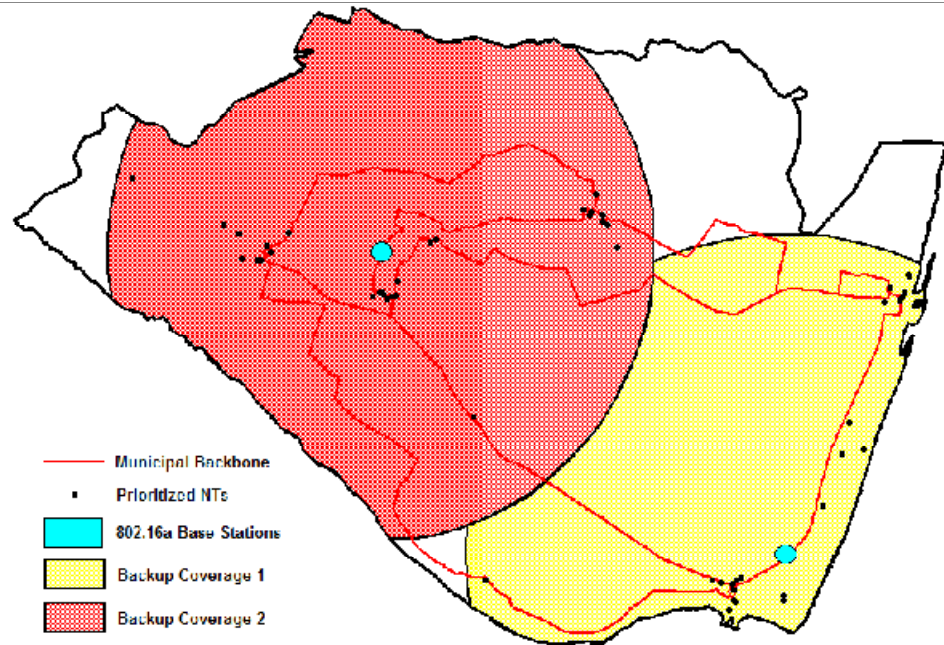 Municipal Backbone
Prioritized NTs
802.16a Base Stations
Backup Coverage 1
Backup Coverage 2